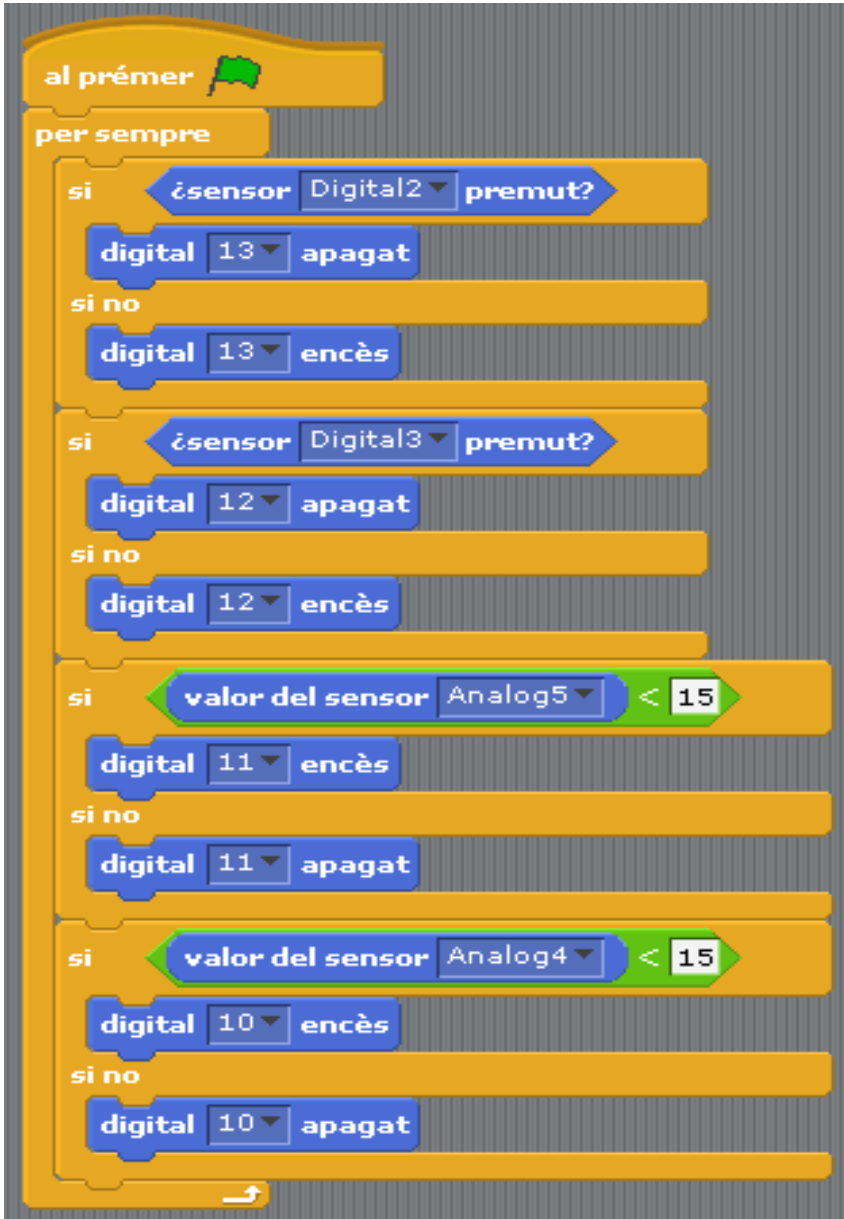 al prémer
per sempre
si ¿sensor Digital2 premut?
digital 13 apagat
si no
digital 13 encès
si ¿sensor Digital3 premut?
digital 12 apagat
si no
digital 12 encès
si valor del sensor Analog5 < 15
digital 11 encès
si no
digital 11 apagat
si valor del sensor Analog4 < 15
digital 10 encès
si no
digital 10 apagat